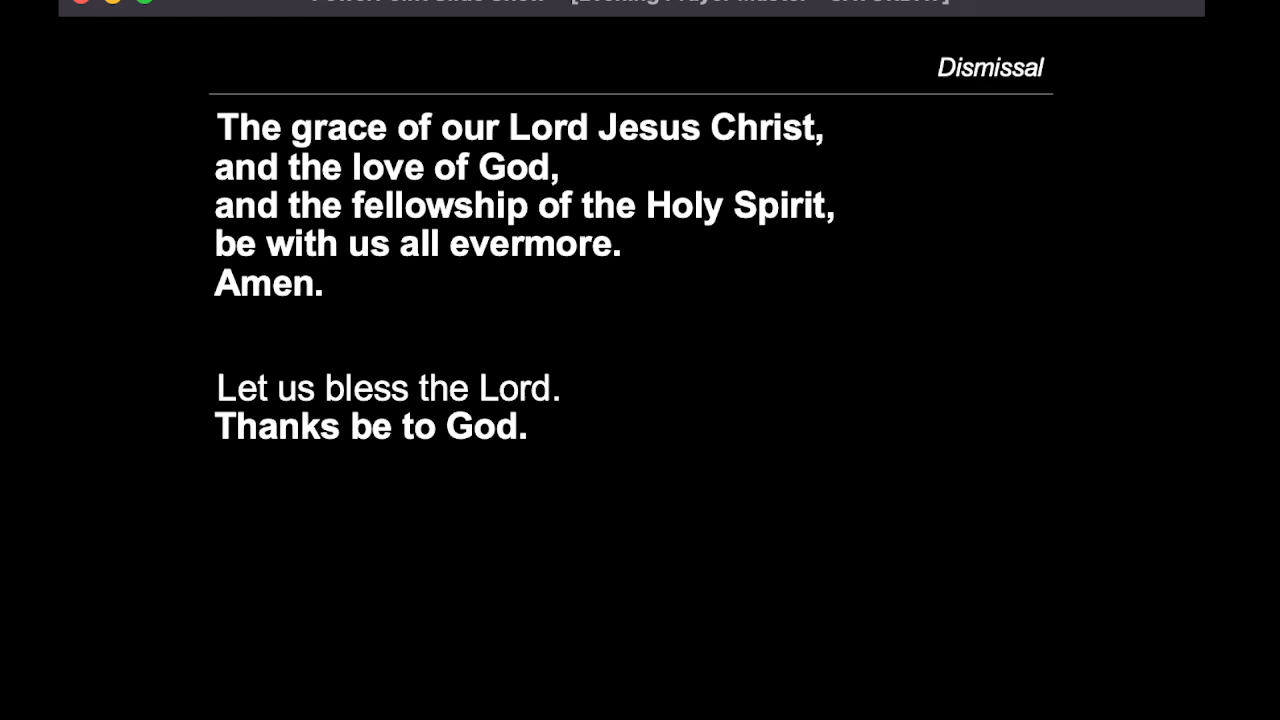 Dismissal
The grace of our Lord Jesus Christ,
and the love of God,
and the fellowship of the Holy Spirit,
be with us all evermore.
Amen.
Let us bless the Lord.
Thanks be to God.